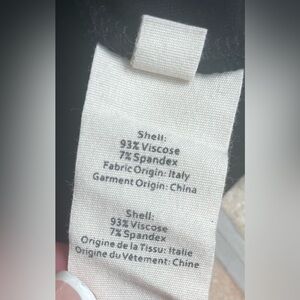 Shell:
93% Viscose
7% Spandex
Fabric Origin: Italy
Garment Origin: China
Shell:
93% Viscose
7% Spandex
Origine de la Tissu: Italie
Origine du Vêtement: Chine